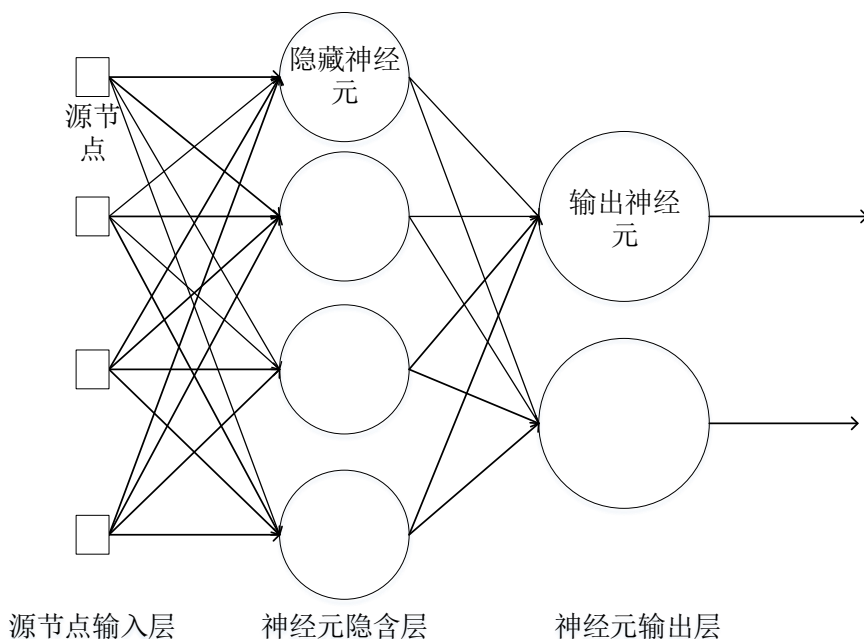 隐藏神经
元
源节
点
输出神经
元
源节点输入层
神经元隐含层
神经元输出层